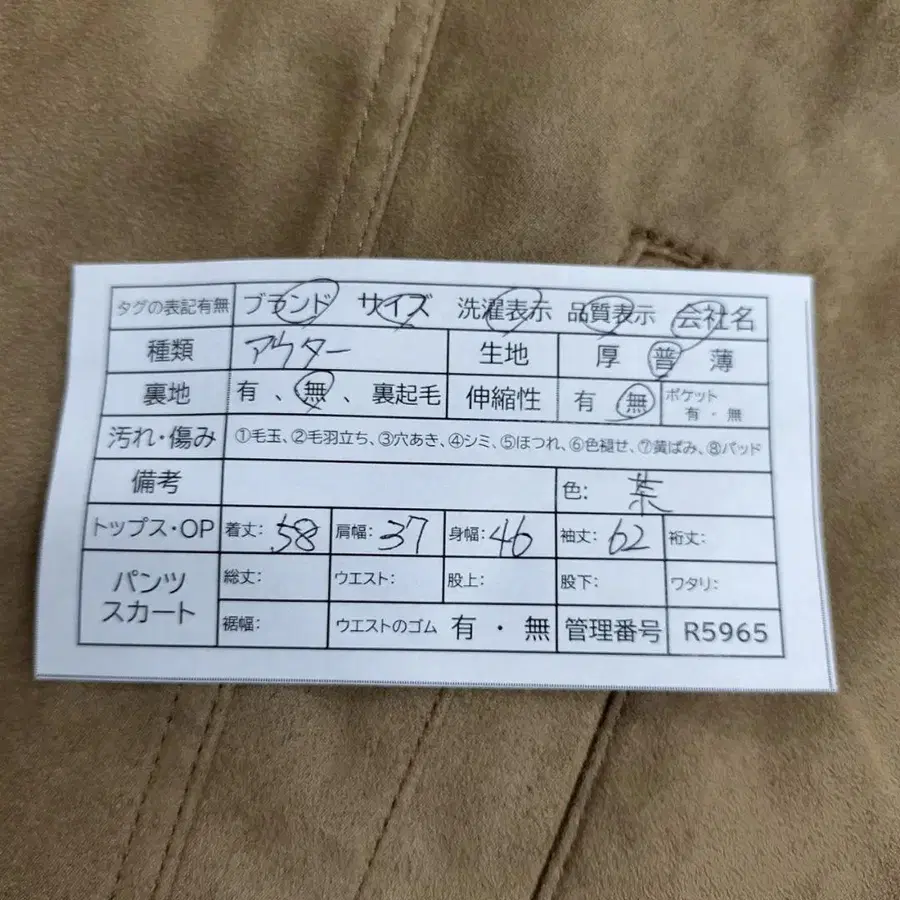 タグの表記有無 ブランド サイズ 洗濯表示 品質表示 会社名
種類 アウター 生地 厚 普 薄
裏地 有 、無 、裏起毛 伸縮性 有 無 ポケット 有・無
汚れ・傷み ①毛玉、②毛羽立ち、③穴あき、④シミ、⑤ほつれ、⑥色褪せ、⑦黄ばみ、⑧パッド
備考 色: 茶
トップス・OP 着丈: 58 肩幅: 37 身幅: 46 袖丈: 62 裄丈:
パンツ スカート 総丈: ウエスト: 股上: 股下: ワタリ:
裾幅: ウエストのゴム 有・無 管理番号 R5965